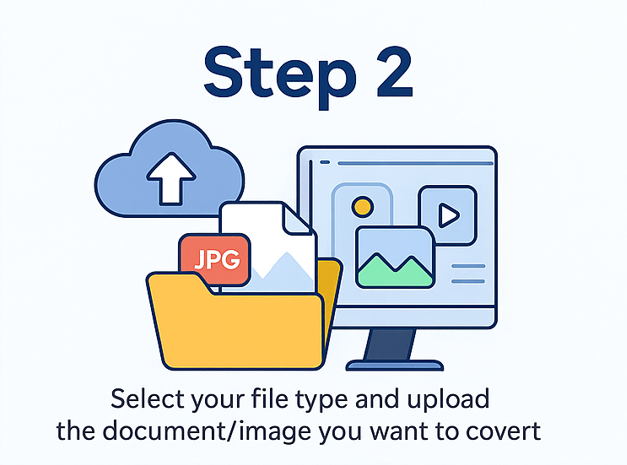 Step 2
JPG
Select your file type and upload
the document/image you want to covert